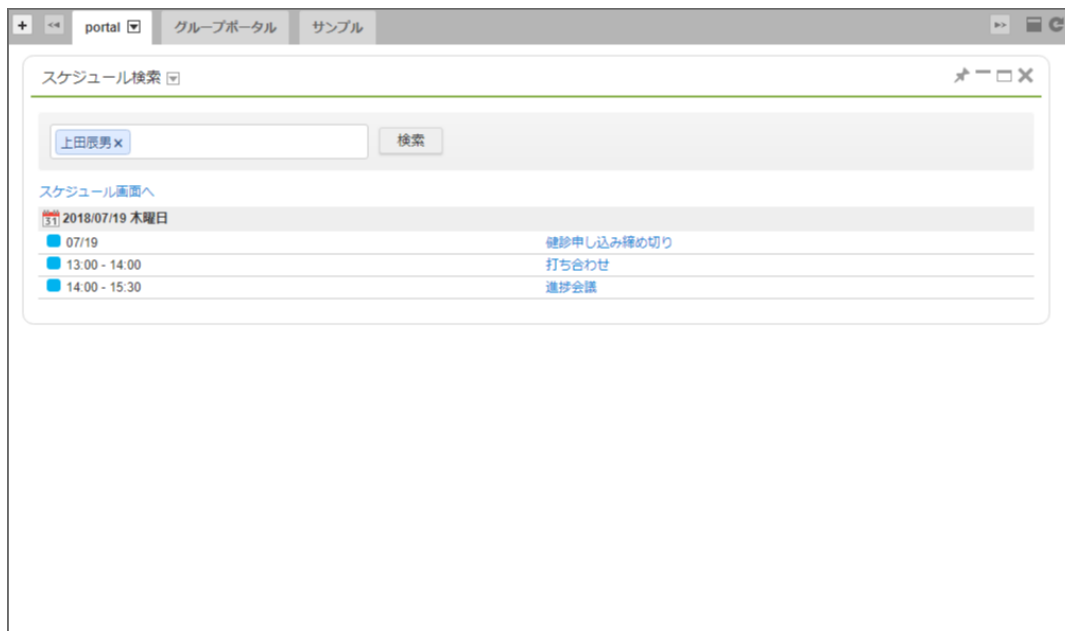 portal グループポータル サンプル
スケジュール検索
上田辰男 検索
スケジュール画面へ
31 2018/07/19 木曜日
07/19 健診申し込み締め切り
13:00 - 14:00 打ち合わせ
14:00 - 15:30 進捗会議